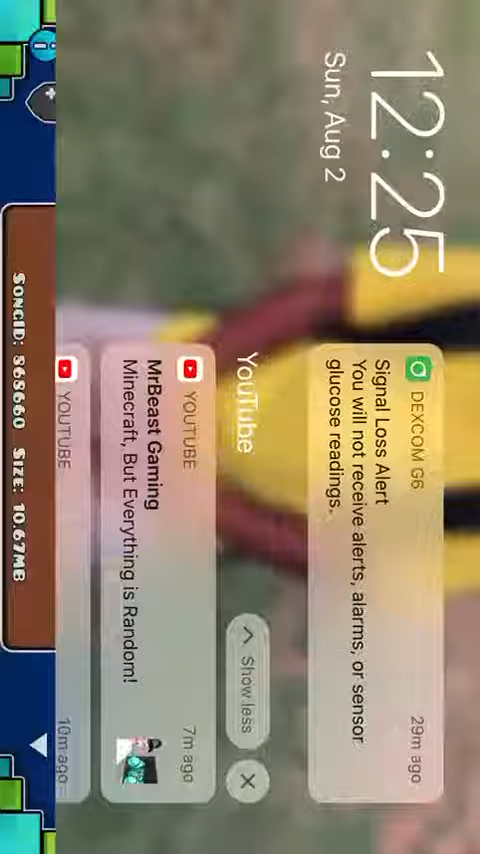 12:25
Sun, Aug 2
DEXCOM G6
29m ago
Signal Loss Alert
You will not receive alerts, alarms, or sensor
glucose readings.
YouTube
Show less
YOUTUBE
7m ago
MrBeast Gaming
Minecraft, But Everything is Random!
YOUTUBE
10m ago
SongID: 868660 Size: 10.67MB